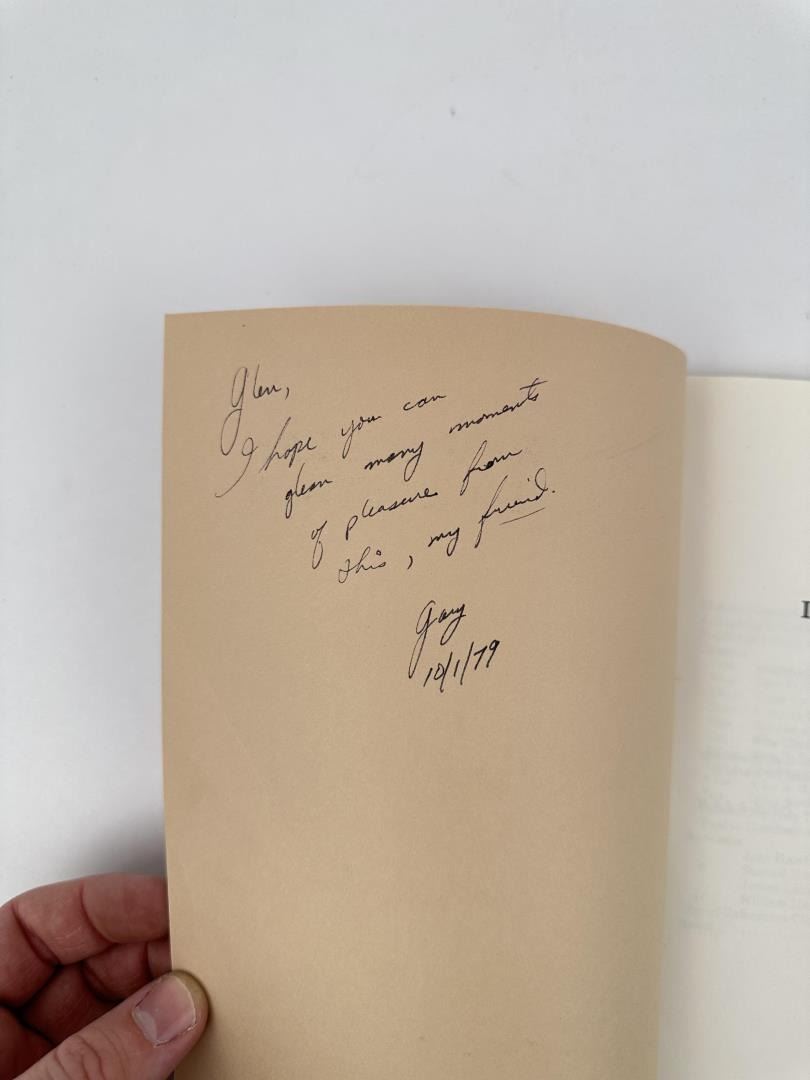 Glen,
I hope you can
glean many moments
of pleasure from
this, my friend.
Gary
10/1/79